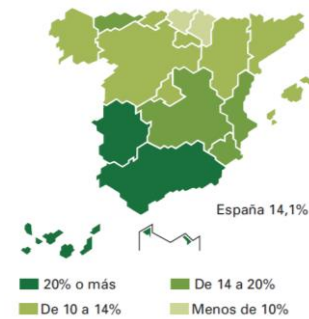 España 14,1%
20% o más
De 14 a 20%
De 10 a 14%
Menos de 10%